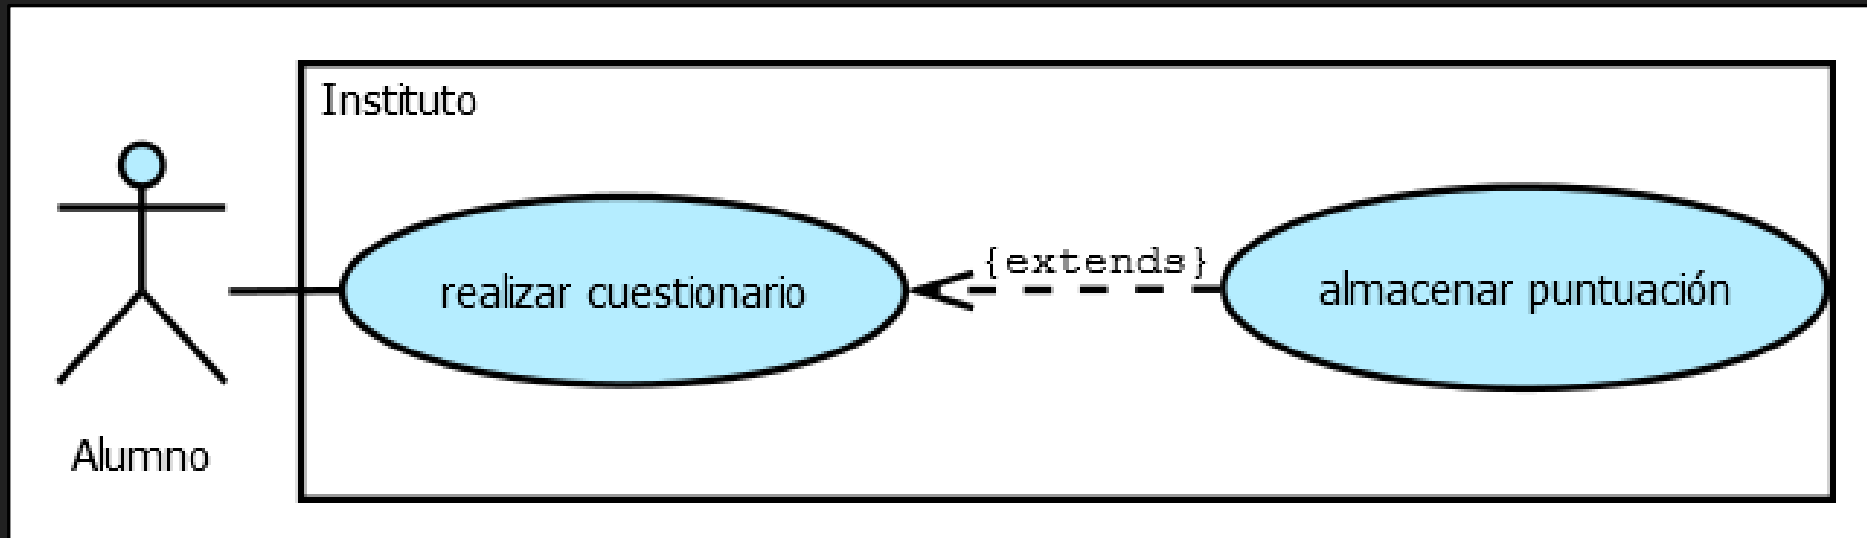 Instituto
{extends}
realizar cuestionario
almacenar puntuación
Alumno